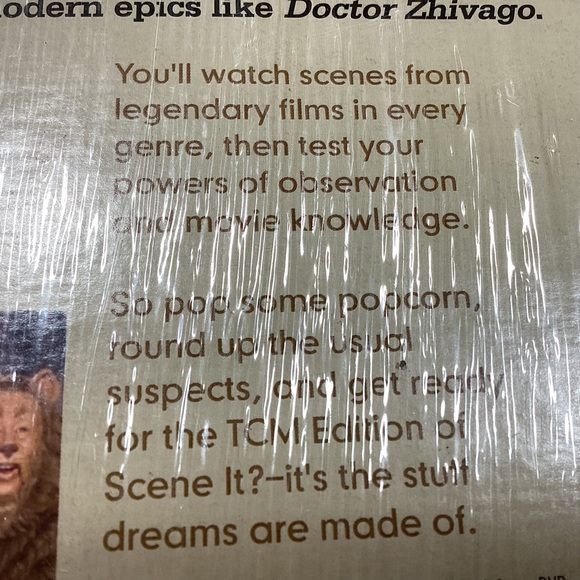 odern epics like Doctor Zhivago.
You'll watch scenes from
legendary films in every
genre, then test your
powers of observation
and movie knowledge.
So pop some popcorn,
round up the usual
suspects, and get ready
for the TCM Edition of
Scene It?–it's the stuff
dreams are made of.